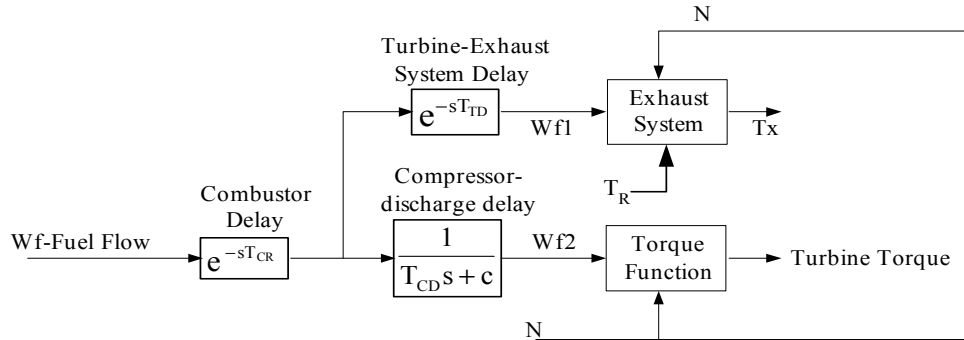 N
Turbine-Exhaust
System Delay
e^{-sT_{TD}}
Wf1
Exhaust
System
Tx
T_R
Combustor
Delay
Compressor-
discharge delay
Wf-Fuel Flow
e^{-sT_{CR}}
\frac{1}{T_{CD}s+c}
Wf2
Torque
Function
Turbine Torque
N